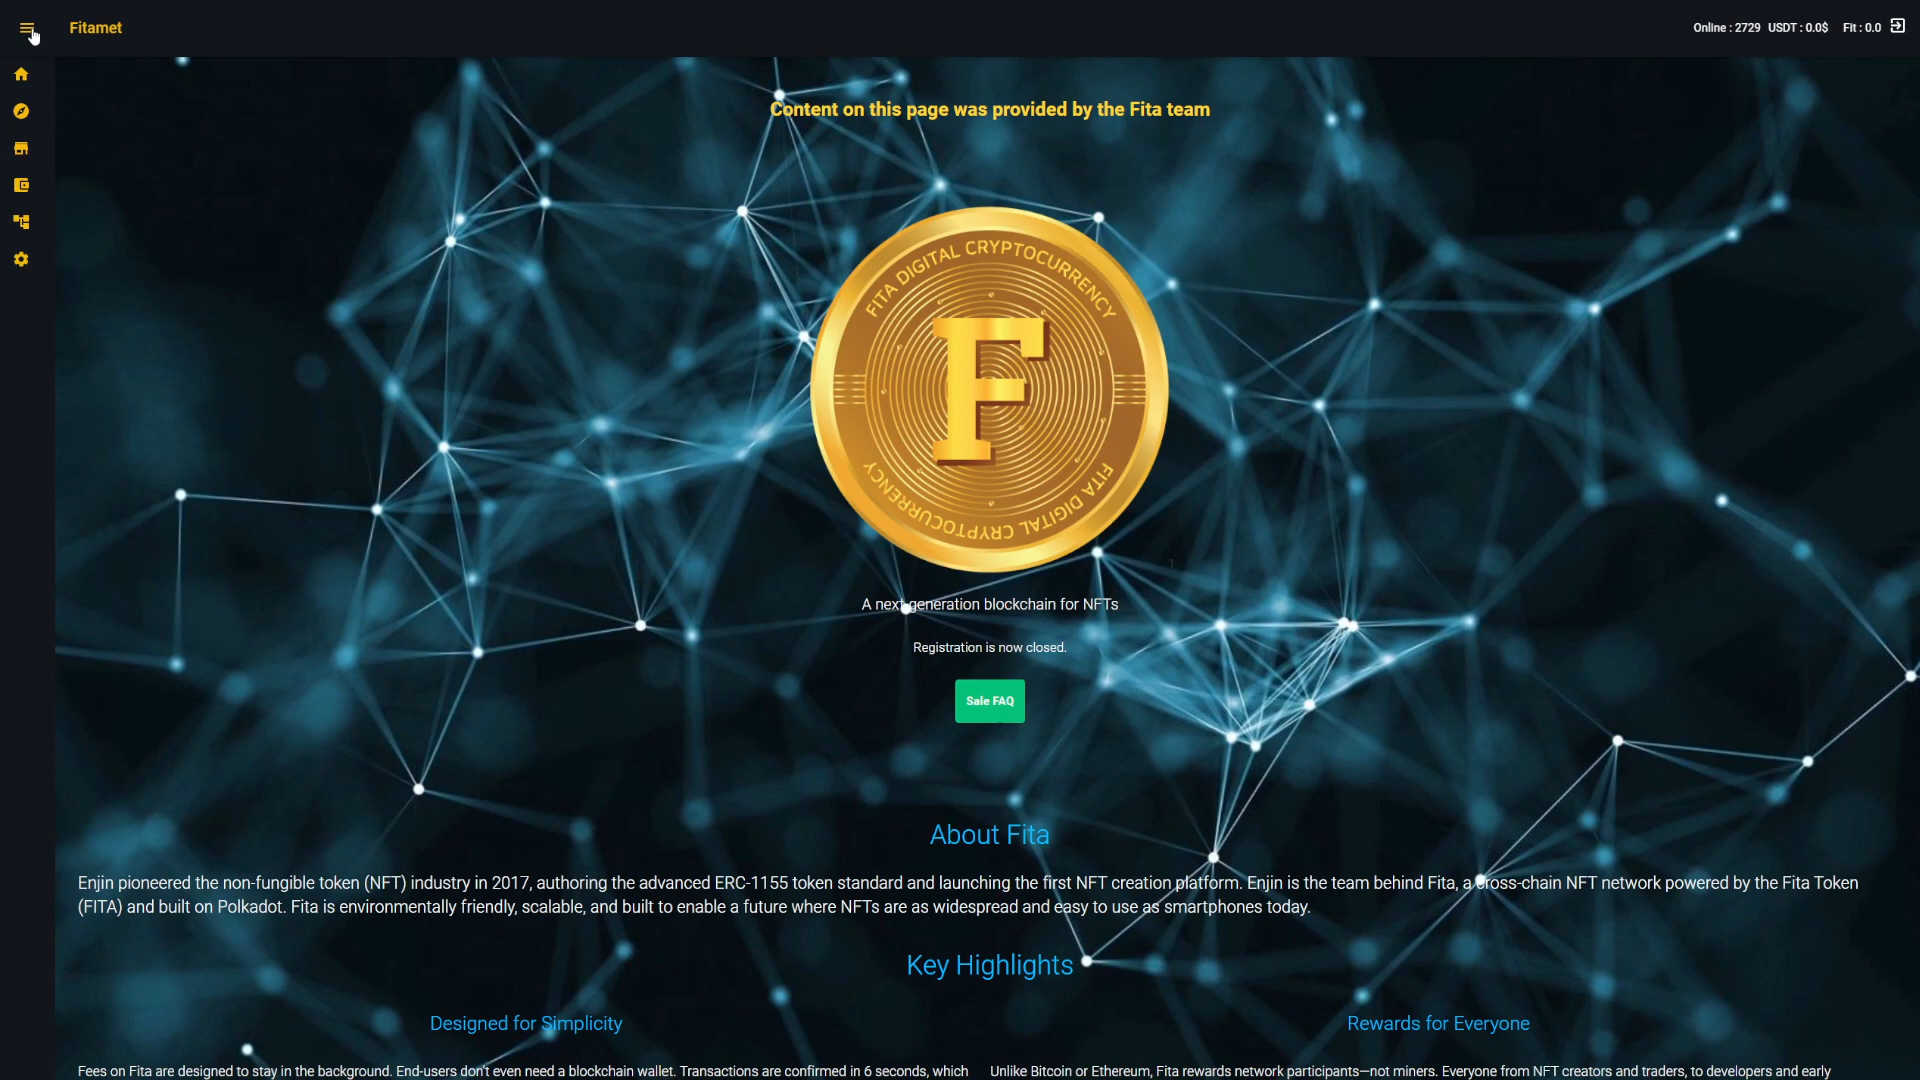 Fitamet
Online : 2729 USDT : 0.0$ Fit : 0.0
Content on this page was provided by the Fita team
FITA DIGITAL CRYPTOCURRENCY
F
FITA DIGITAL CRYPTOCURRENCY
A next-generation blockchain for NFTs
Registration is now closed.
Sale FAQ
About Fita
Enjin pioneered the non-fungible token (NFT) industry in 2017, authoring the advanced ERC-1155 token standard and launching the first NFT creation platform. Enjin is the team behind Fita, a cross-chain NFT network powered by the Fita Token
(FITA) and built on Polkadot. Fita is environmentally friendly, scalable, and built to enable a future where NFTs are as widespread and easy to use as smartphones today.
Key Highlights
Designed for Simplicity
Rewards for Everyone
Fees on Fita are designed to stay in the background. End-users don't even need a blockchain wallet. Transactions are confirmed in 6 seconds, which
Unlike Bitcoin or Ethereum, Fita rewards network participants—not miners. Everyone from NFT creators and traders, to developers and early